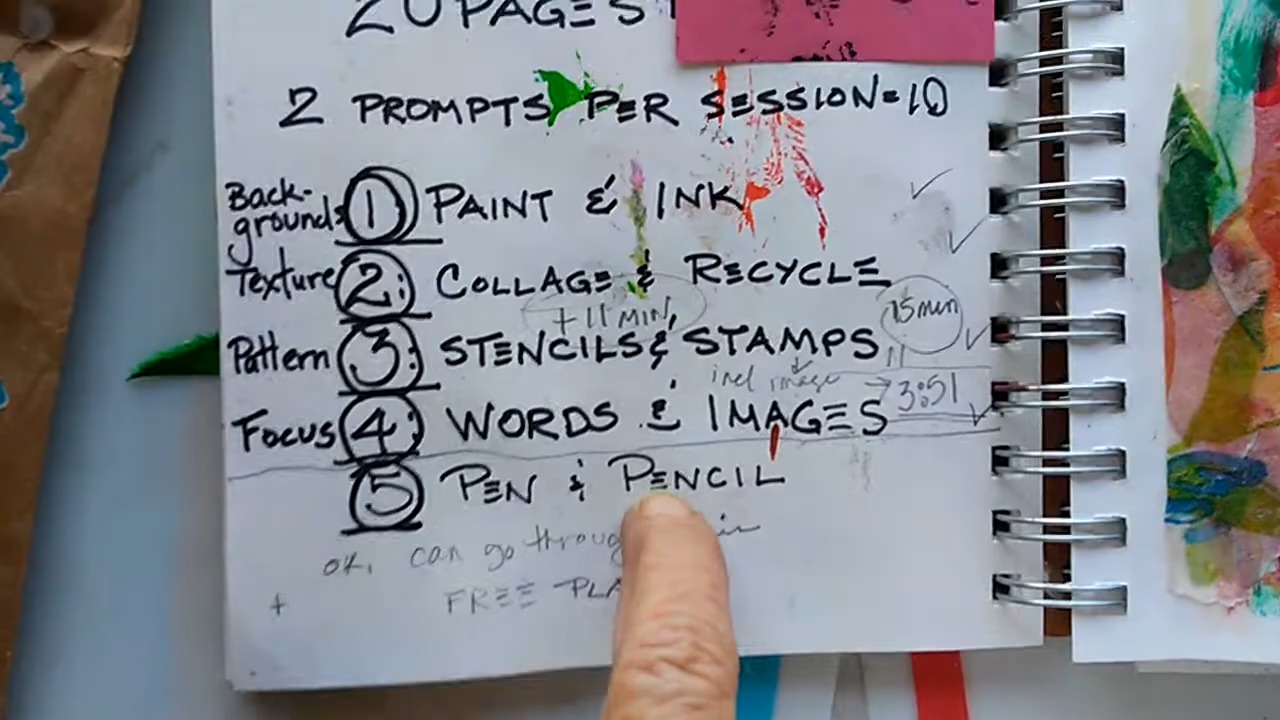 20 PAGES
2 PROMPTS PER SESSION = 10
Back-grounds 1 PAINT & INK
Texture 2: COLLAGE & RECYCLE
+ 11 MIN, 15 min
Pattern 3: STENCILS & STAMPS
incl image → 3:51
Focus 4: WORDS & IMAGES
5 PEN & PENCIL
ok, can go
+ FREE